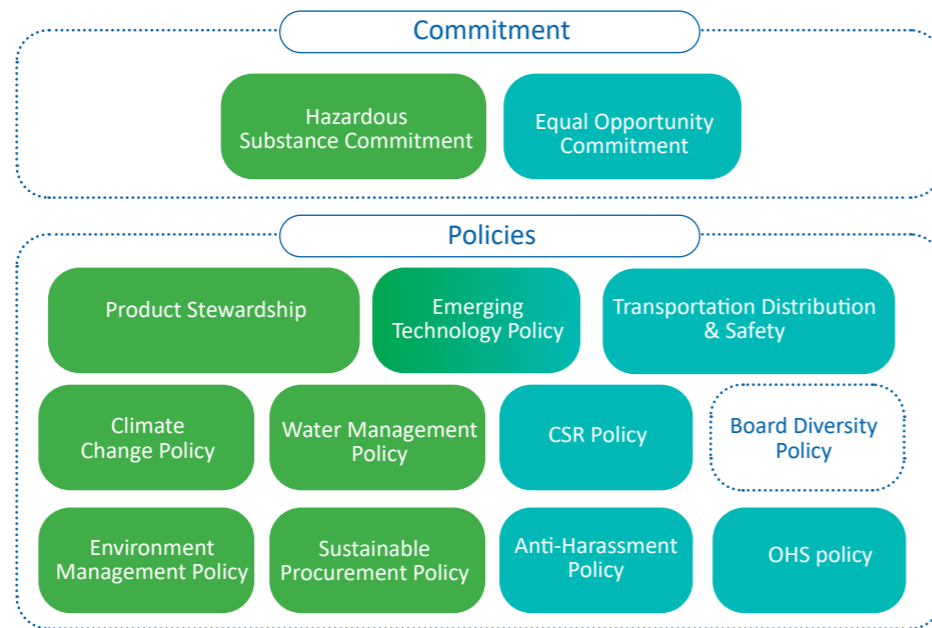 Commitment
Hazardous
Substance Commitment
Equal Opportunity
Commitment
Policies
Product Stewardship
Emerging
Technology Policy
Transportation Distribution
& Safety
Climate
Change Policy
Water Management
Policy
CSR Policy
Board Diversity
Policy
Environment
Management Policy
Sustainable
Procurement Policy
Anti-Harassment
Policy
OHS policy